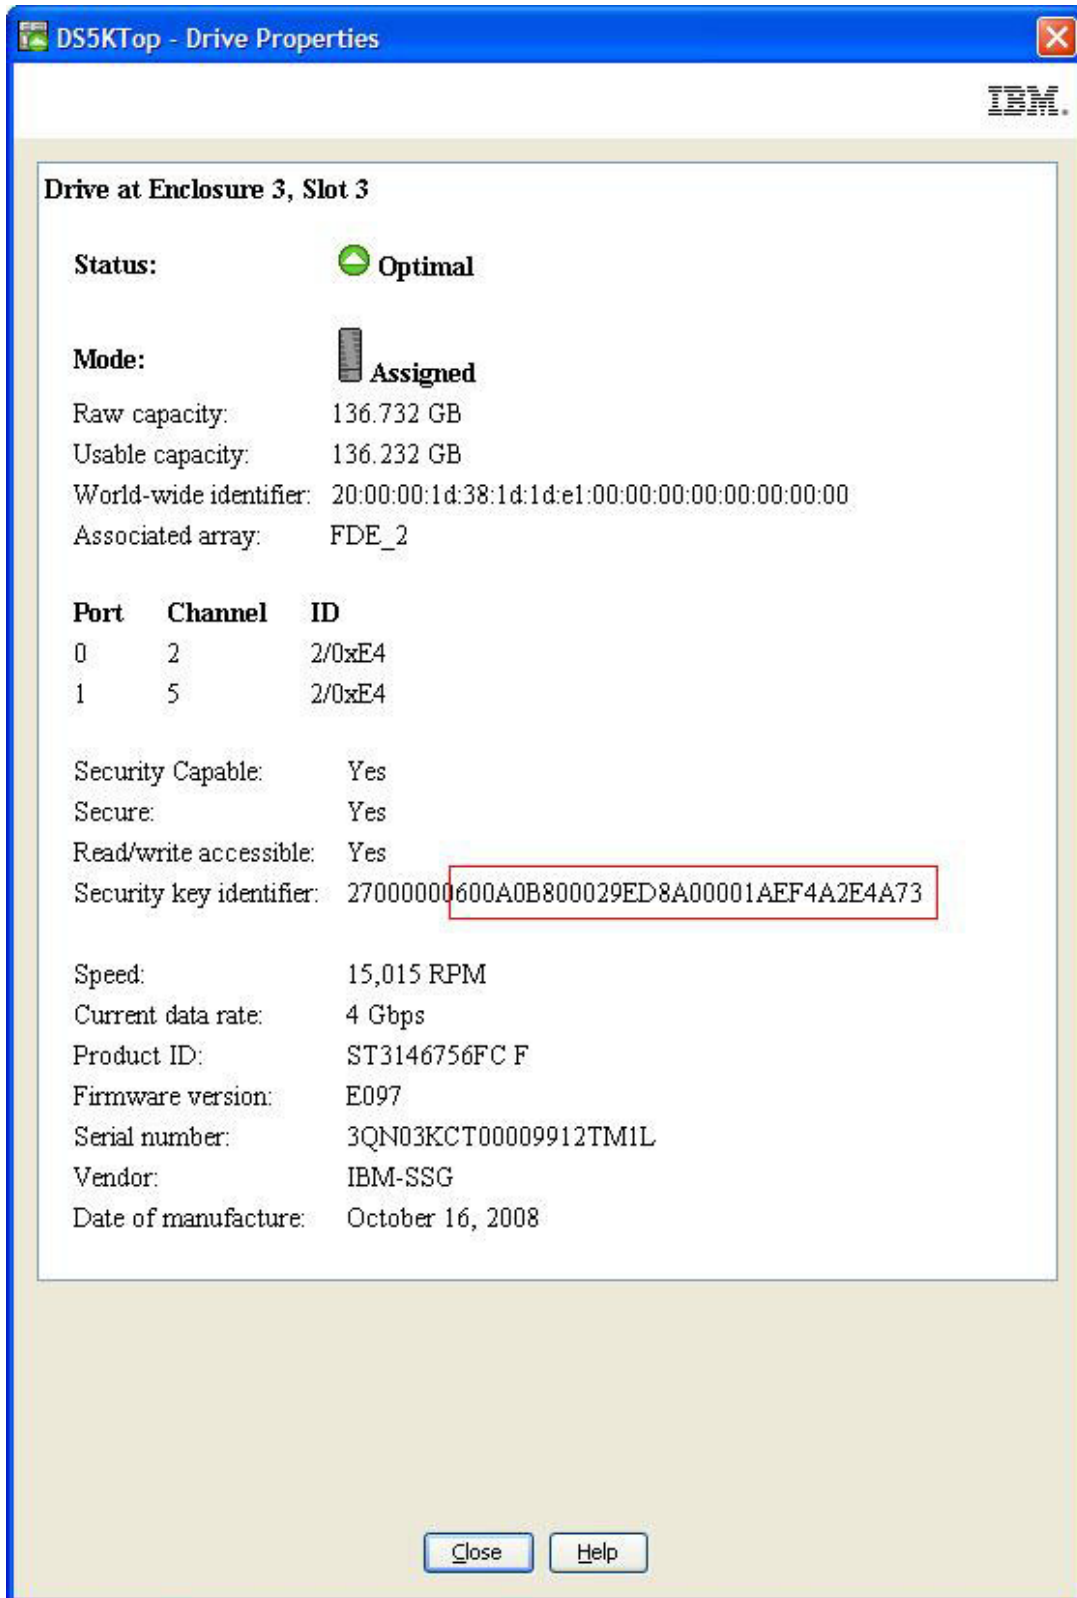 DS5KTop - Drive Properties
IBM.
Drive at Enclosure 3, Slot 3
Status: Optimal
Mode: Assigned
Raw capacity: 136.732 GB
Usable capacity: 136.232 GB
World-wide identifier: 20:00:00:1d:38:1d:1d:e1:00:00:00:00:00:00:00:00
Associated array: FDE_2
Port Channel ID
0 2 2/0xE4
1 5 2/0xE4
Security Capable: Yes
Secure: Yes
Read/write accessible: Yes
Security key identifier: 27000000600A0B800029ED8A00001AEF4A2E4A73
Speed: 15,015 RPM
Current data rate: 4 Gbps
Product ID: ST3146756FC F
Firmware version: E097
Serial number: 3QN03KCT00009912TM1L
Vendor: IBM-SSG
Date of manufacture: October 16, 2008
Close Help